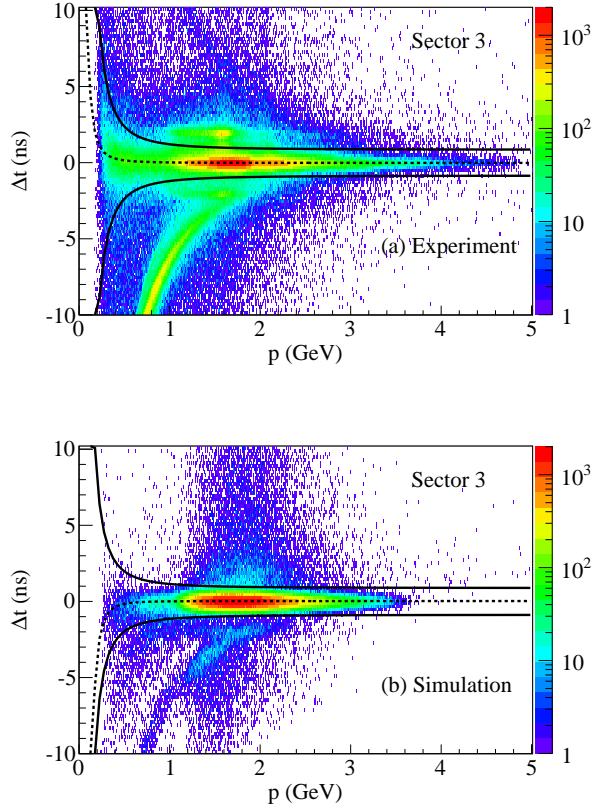 10
5
0
-5
-10
Δt (ns)
Sector 3
(a) Experiment
0 1 2 3 4 5
p (GeV)
10³
10²
10
1
10
5
0
-5
-10
Δt (ns)
Sector 3
(b) Simulation
0 1 2 3 4 5
p (GeV)
10³
10²
10
1